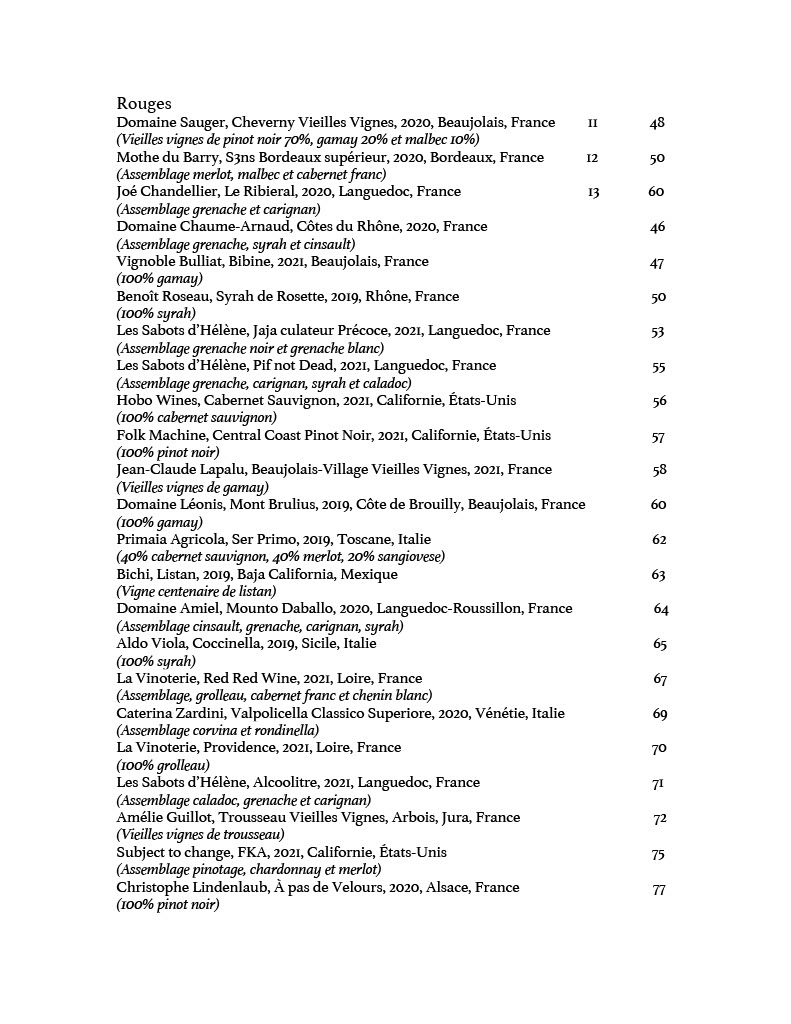 Rouges
Domaine Sauger, Cheverny Vieilles Vignes, 2020, Beaujolais, France 11 48
(Vieilles vignes de pinot noir 70%, gamay 20% et malbec 10%)
Mothe du Barry, S3ns Bordeaux supérieur, 2020, Bordeaux, France 12 50
(Assemblage merlot, malbec et cabernet franc)
Joé Chandellier, Le Ribieral, 2020, Languedoc, France 13 60
(Assemblage grenache et carignan)
Domaine Chaume-Arnaud, Côtes du Rhône, 2020, France 46
(Assemblage grenache, syrah et cinsault)
Vignoble Bulliat, Bibine, 2021, Beaujolais, France 47
(100% gamay)
Benoît Roseau, Syrah de Rosette, 2019, Rhône, France 50
(100% syrah)
Les Sabots d'Hélène, Jaja culateur Précoce, 2021, Languedoc, France 53
(Assemblage grenache noir et grenache blanc)
Les Sabots d'Hélène, Pif not Dead, 2021, Languedoc, France 55
(Assemblage grenache, carignan, syrah et caladoc)
Hobo Wines, Cabernet Sauvignon, 2021, Californie, États-Unis 56
(100% cabernet sauvignon)
Folk Machine, Central Coast Pinot Noir, 2021, Californie, États-Unis 57
(100% pinot noir)
Jean-Claude Lapalu, Beaujolais-Village Vieilles Vignes, 2021, France 58
(Vieilles vignes de gamay)
Domaine Léonis, Mont Brulius, 2019, Côte de Brouilly, Beaujolais, France 60
(100% gamay)
Primaia Agricola, Ser Primo, 2019, Toscane, Italie 62
(40% cabernet sauvignon, 40% merlot, 20% sangiovese)
Bichi, Listan, 2019, Baja California, Mexique 63
(Vigne centenaire de listan)
Domaine Amiel, Mounto Daballo, 2020, Languedoc-Roussillon, France 64
(Assemblage cinsault, grenache, carignan, syrah)
Aldo Viola, Coccinella, 2019, Sicile, Italie 65
(100% syrah)
La Vinoterie, Red Red Wine, 2021, Loire, France 67
(Assemblage, grolleau, cabernet franc et chenin blanc)
Caterina Zardini, Valpolicella Classico Superiore, 2020, Vénétie, Italie 69
(Assemblage corvina et rondinella)
La Vinoterie, Providence, 2021, Loire, France 70
(100% grolleau)
Les Sabots d'Hélène, Alcoolitre, 2021, Languedoc, France 71
(Assemblage caladoc, grenache et carignan)
Amélie Guillot, Trousseau Vieilles Vignes, Arbois, Jura, France 72
(Vieilles vignes de trousseau)
Subject to change, FKA, 2021, Californie, États-Unis 75
(Assemblage pinotage, chardonnay et merlot)
Christophe Lindenlaub, À pas de Velours, 2020, Alsace, France 77
(100% pinot noir)